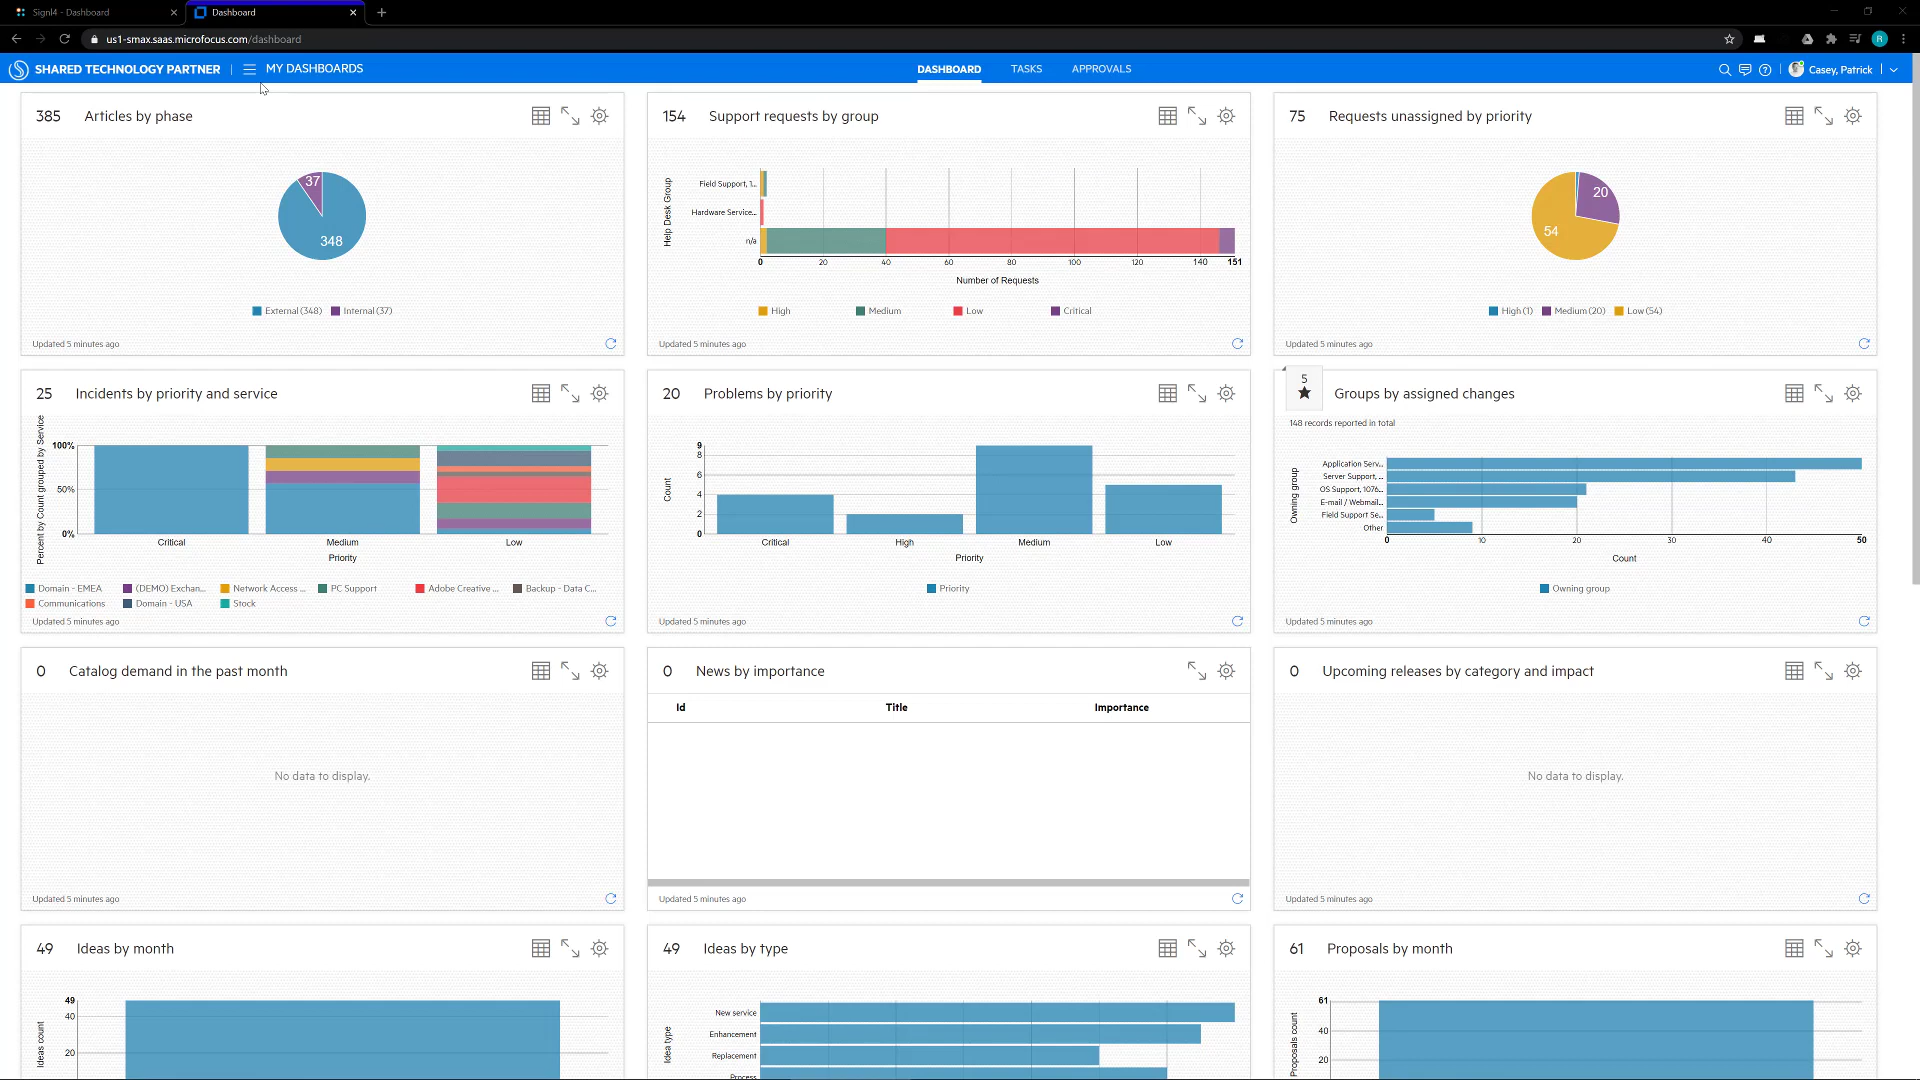 Signl4 - Dashboard
Dashboard
us1-smax.saas.microfocus.com/dashboard
R
SHARED TECHNOLOGY PARTNER
MY DASHBOARDS
DASHBOARD
TASKS
APPROVALS
Casey, Patrick
385 Articles by phase
37
348
External (348) Internal (37)
Updated 5 minutes ago
154 Support requests by group
Help Desk Group
Field Support, 1...
Hardware Service...
n/a
0 20 40 60 80 100 120 140 151
Number of Requests
High Medium Low Critical
Updated 5 minutes ago
75 Requests unassigned by priority
20
54
High (1) Medium (20) Low (54)
Updated 5 minutes ago
25 Incidents by priority and service
Percent by Count grouped by Service
100%
50%
0%
Critical Medium Low
Priority
Domain - EMEA (DEMO) Exchan... Network Access ... PC Support Adobe Creative ... Backup - Data C...
Communications Domain - USA Stock
Updated 5 minutes ago
20 Problems by priority
Count
9
8
6
4
2
0
Critical High Medium Low
Priority
Priority
Updated 5 minutes ago
5
Groups by assigned changes
148 records reported in total
Owning group
Application Serv...
Server Support, ...
OS Support, 1076...
E-mail / Webmail...
Field Support Se...
Other
0 10 20 30 40 50
Count
Owning group
Updated 5 minutes ago
0 Catalog demand in the past month
No data to display.
Updated 5 minutes ago
0 News by importance
Id Title Importance
Updated 5 minutes ago
0 Upcoming releases by category and impact
No data to display.
Updated 5 minutes ago
49 Ideas by month
Ideas count
49
40
20
49 Ideas by type
Idea type
New service
Enhancement
Replacement
Process
61 Proposals by month
Proposals count
61
40
20